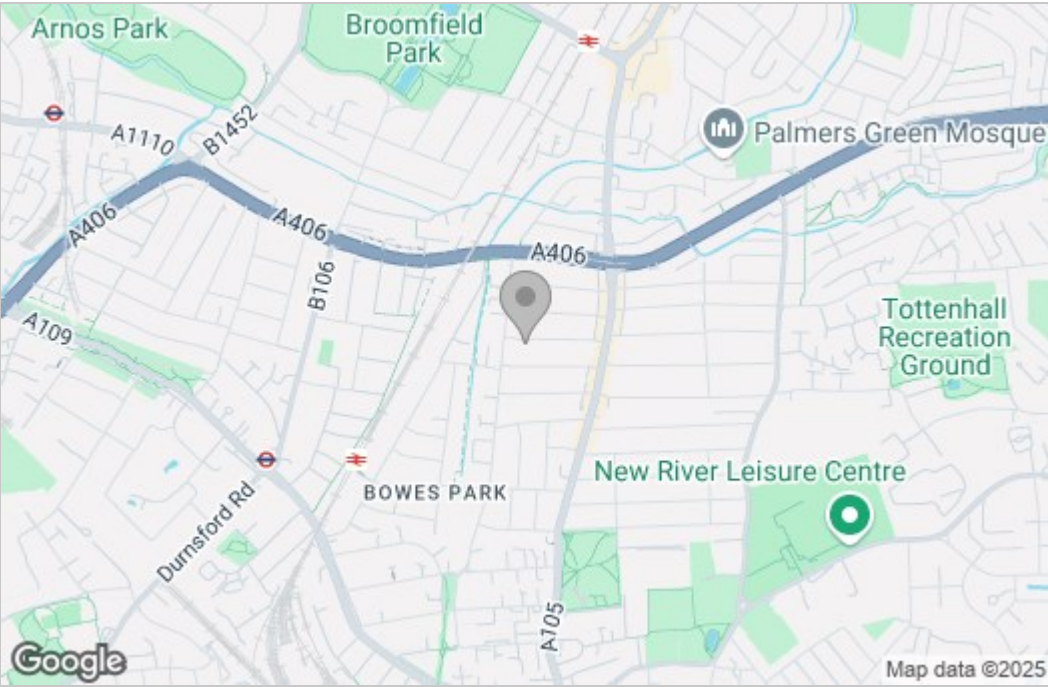 Arnos Park
Broomfield
Park
A1110
B1452
Palmers Green Mosque
A406
A406
A406
B106
A109
Tottenhall
Recreation
Ground
New River Leisure Centre
BOWES PARK
Durnsford Rd
A105
Google
Map data ©2025